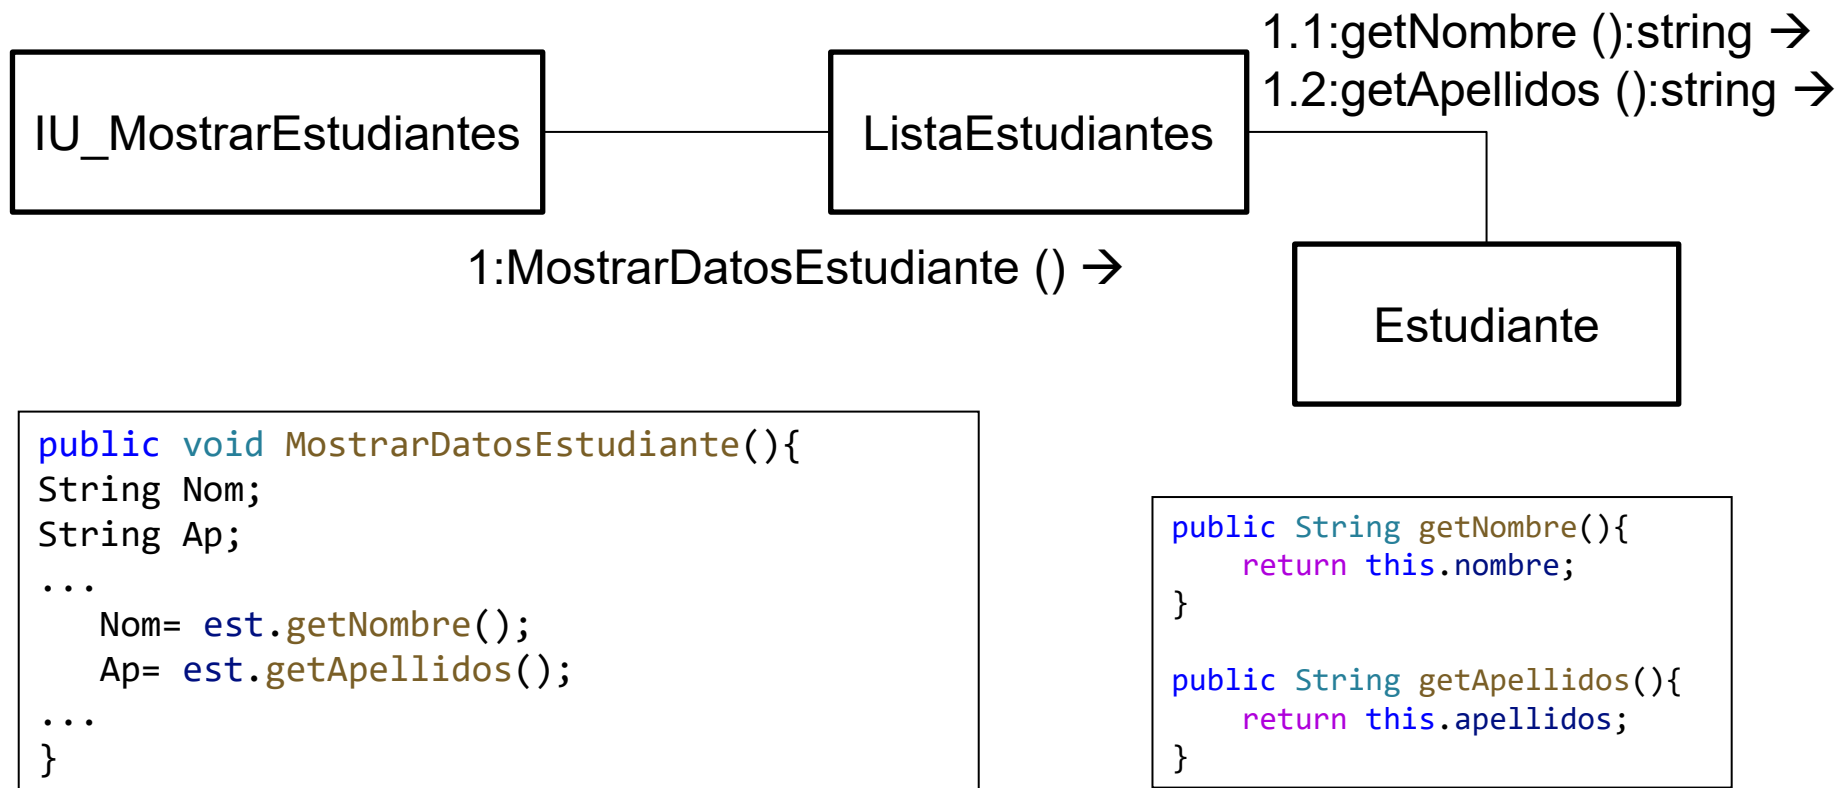 1.1:getNombre ():string →
1.2:getApellidos ():string →
IU_MostrarEstudiantes
ListaEstudiantes
1:MostrarDatosEstudiante () →
Estudiante
public void MostrarDatosEstudiante(){
String Nom;
String Ap;
...
Nom= est.getNombre();
Ap= est.getApellidos();
...
}
public String getNombre(){
return this.nombre;
}
public String getApellidos(){
return this.apellidos;
}